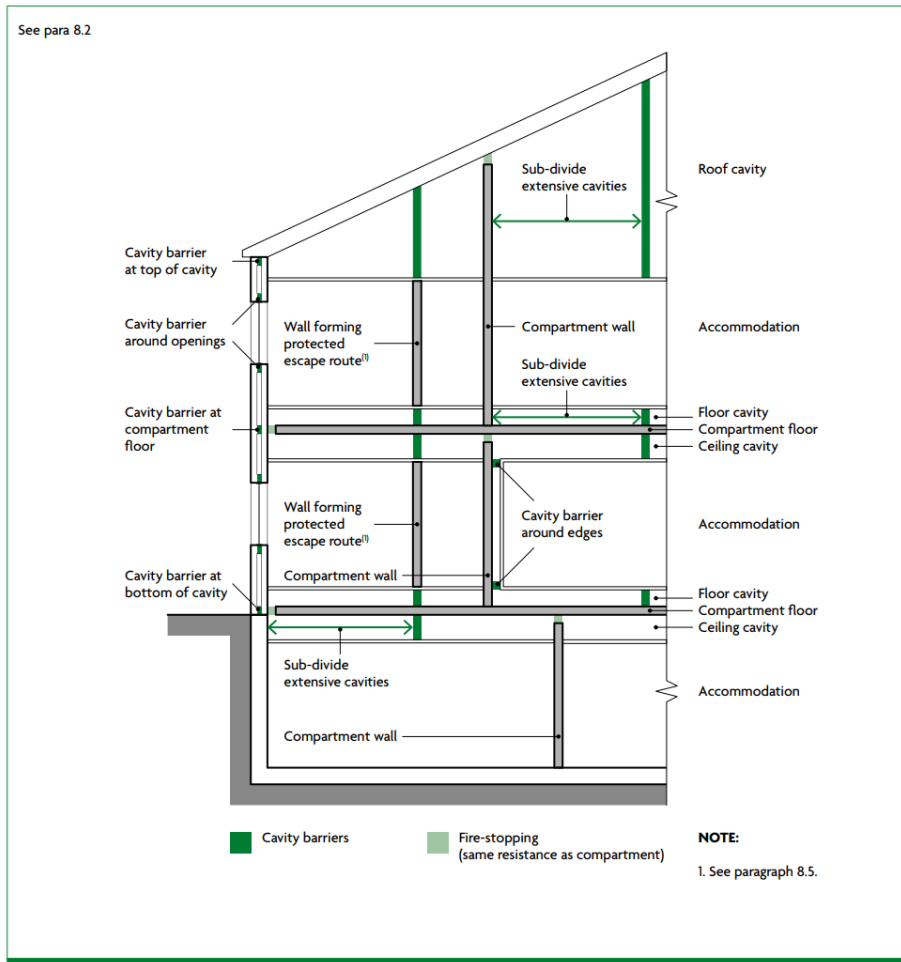 See para 8.2
Sub-divide
extensive cavities
Roof cavity
Cavity barrier
at top of cavity
Cavity barrier
around openings
Wall forming
protected
escape route(1)
Compartment wall
Accommodation
Sub-divide
extensive cavities
Cavity barrier at
compartment
floor
Floor cavity
Compartment floor
Ceiling cavity
Wall forming
protected
escape route(1)
Cavity barrier
around edges
Accommodation
Cavity barrier at
bottom of cavity
Compartment wall
Floor cavity
Compartment floor
Ceiling cavity
Sub-divide
extensive cavities
Accommodation
Compartment wall
Cavity barriers
Fire-stopping
(same resistance as compartment)
NOTE:
1. See paragraph 8.5.